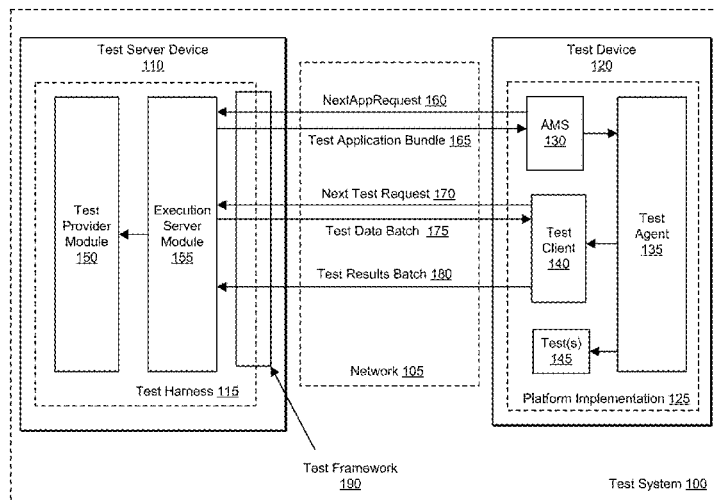 Test Server Device
110
Test Device
120
NextAppRequest 160
AMS
130
Test Application Bundle 165
Next Test Request 170
Test
Provider
Module
150
Execution
Server
Module
155
Test Data Batch 175
Test
Client
140
Test
Agent
135
Test Results Batch 180
Test(s)
145
Network 105
Test Harness 115
Platform Implementation 125
Test Framework
190
Test System 100